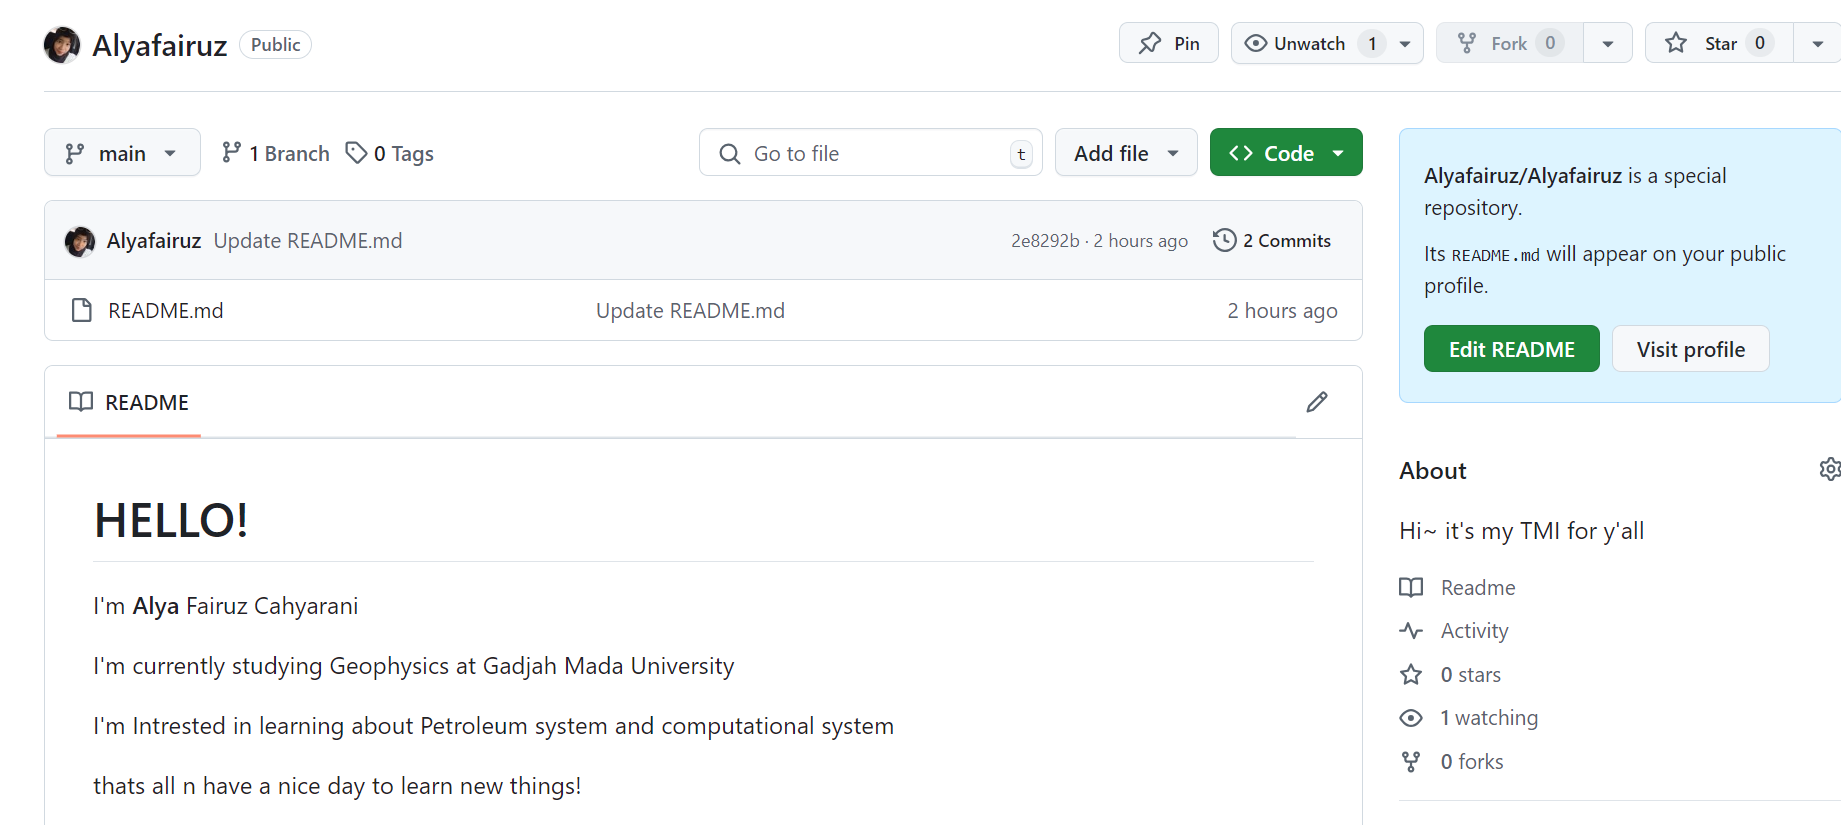 Alyafairuz Public Pin Unwatch 1 Fork 0 Star 0
main 1 Branch 0 Tags Go to file t Add file <> Code
Alyafairuz Update README.md 2e8292b · 2 hours ago 2 Commits
README.md Update README.md 2 hours ago
README
HELLO!
I'm Alya Fairuz Cahyarani
I'm currently studying Geophysics at Gadjah Mada University
I'm Intrested in learning about Petroleum system and computational system
thats all n have a nice day to learn new things!
Alyafairuz/Alyafairuz is a special
repository.
Its README.md will appear on your public
profile.
Edit README Visit profile
About
Hi~ it's my TMI for y'all
Readme
Activity
0 stars
1 watching
0 forks